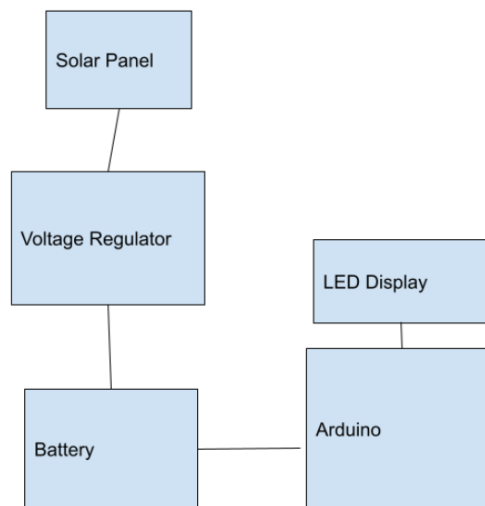 Solar Panel
Voltage Regulator
LED Display
Battery
Arduino